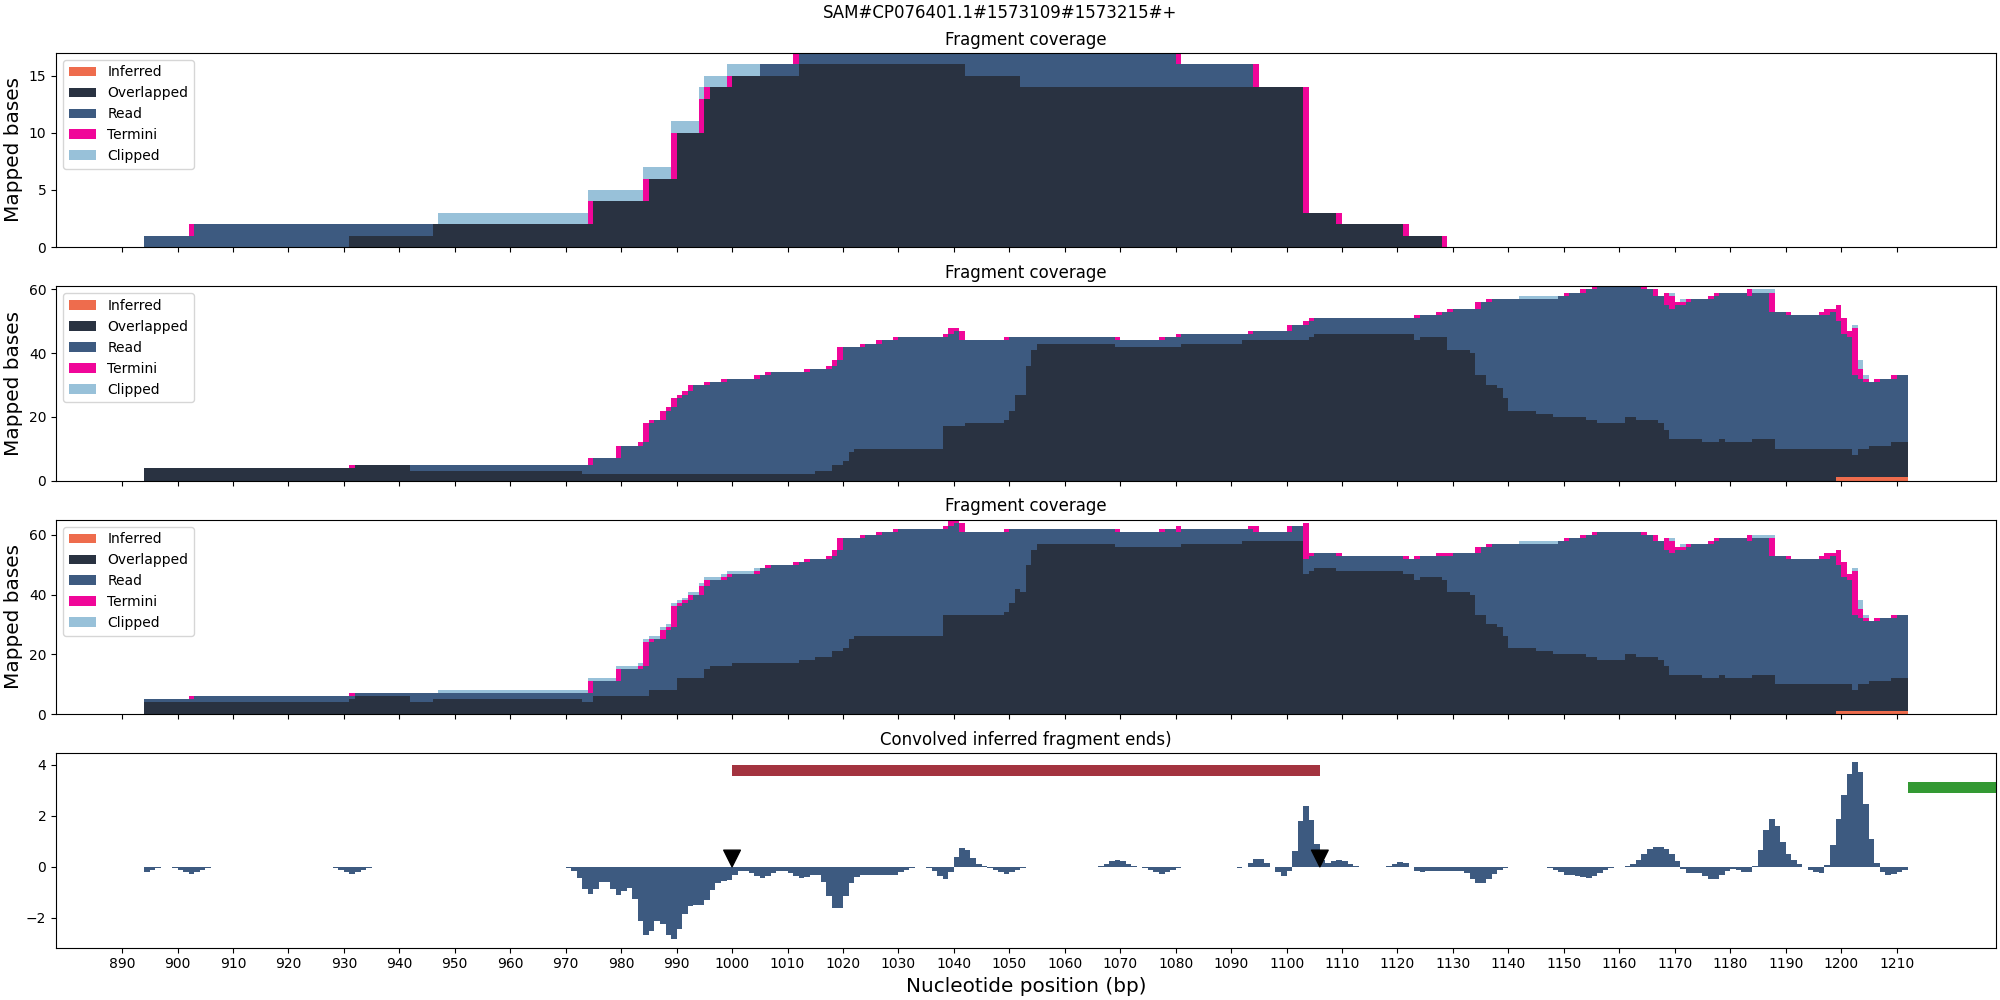 SAM#CP076401.1#1573109#1573215#+
Fragment coverage
Mapped bases
15
10
5
0
Inferred
Overlapped
Read
Termini
Clipped
Fragment coverage
Mapped bases
60
40
20
0
Inferred
Overlapped
Read
Termini
Clipped
Fragment coverage
Mapped bases
60
40
20
0
Inferred
Overlapped
Read
Termini
Clipped
Convolved inferred fragment ends)
4
2
0
−2
890 900 910 920 930 940 950 960 970 980 990 1000 1010 1020 1030 1040 1050 1060 1070 1080 1090 1100 1110 1120 1130 1140 1150 1160 1170 1180 1190 1200 1210
Nucleotide position (bp)